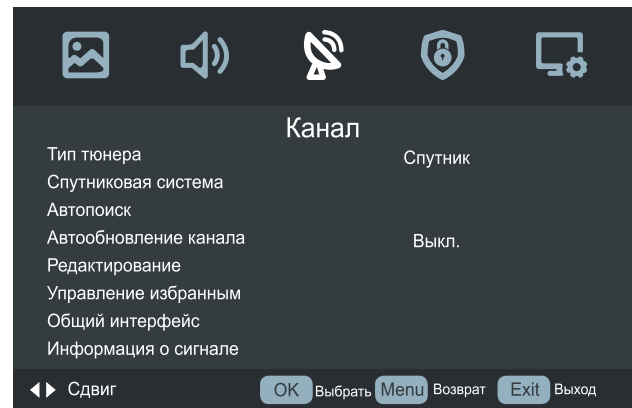 Канал
Тип тюнера Спутник
Спутниковая система
Автопоиск
Автообновление канала Выкл.
Редактирование
Управление избранным
Общий интерфейс
Информация о сигнале
Сдвиг OK Выбрать Menu Возврат Exit Выход